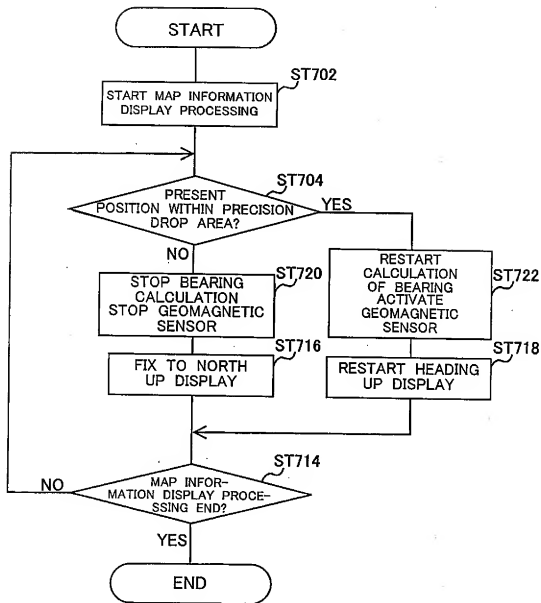 START
ST702
START MAP INFORMATION
DISPLAY PROCESSING
ST704
PRESENT
POSITION WITHIN PRECISION
DROP AREA?
YES
NO
ST720
STOP BEARING
CALCULATION
STOP GEOMAGNETIC
SENSOR
RESTART
CALCULATION
OF BEARING
ACTIVATE
GEOMAGNETIC
SENSOR
ST722
ST716
FIX TO NORTH
UP DISPLAY
ST718
RESTART HEADING
UP DISPLAY
ST714
MAP INFOR-
MATION DISPLAY PROCE-
SSING END?
NO
YES
END